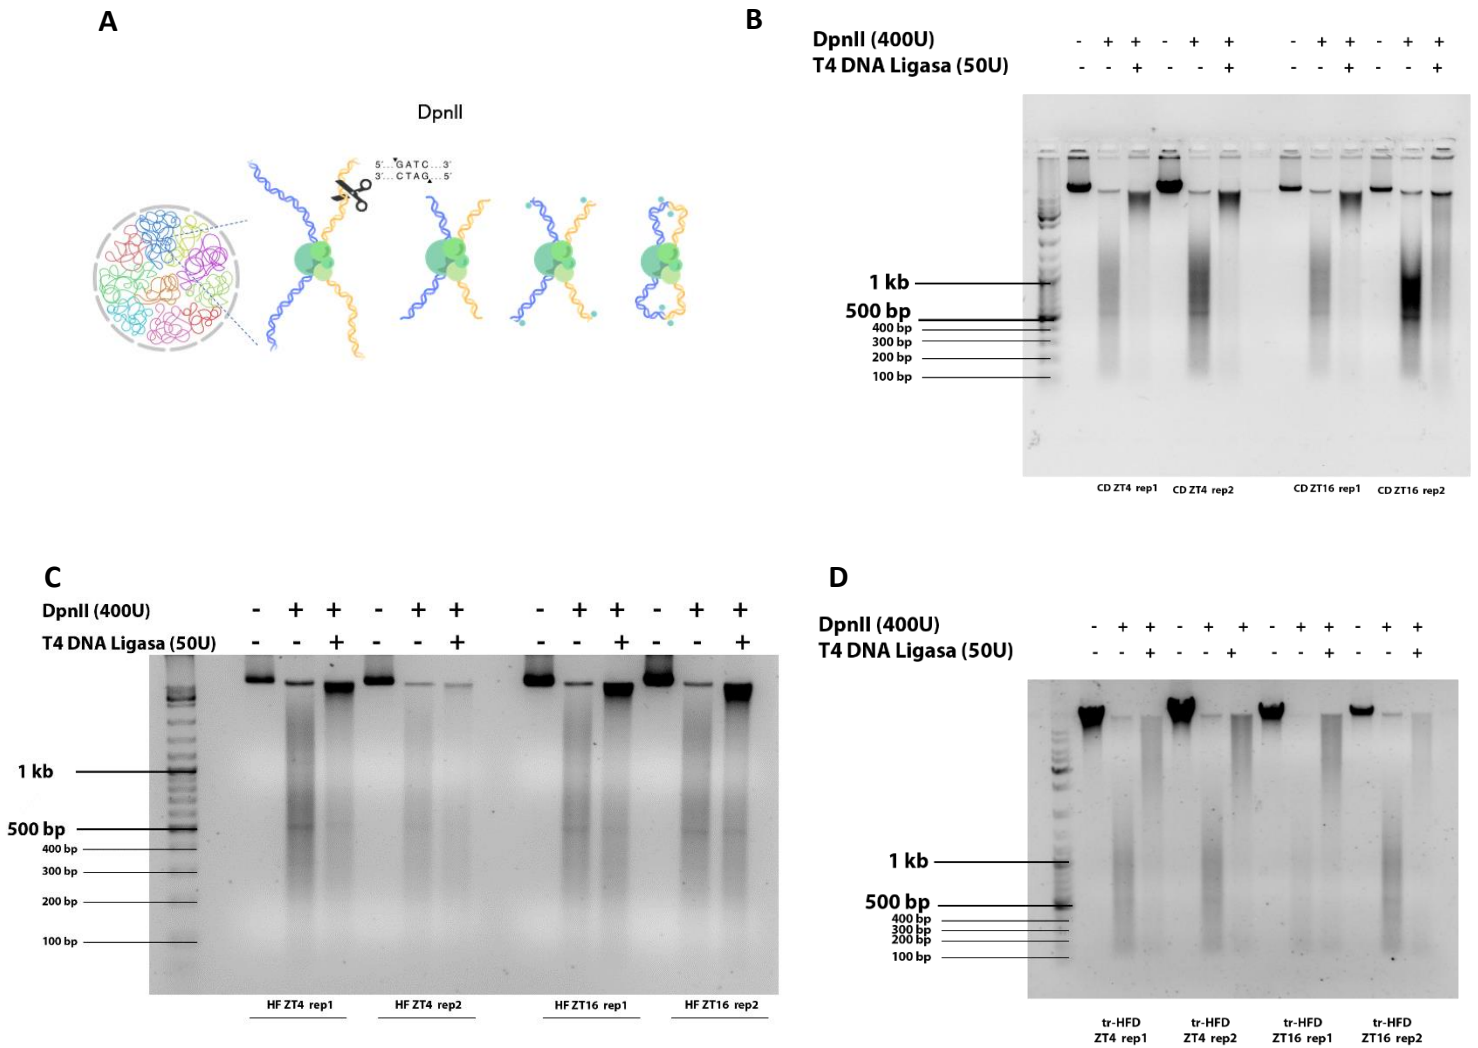 A
DpnII
5'...GATC...3'
3'...CTAG...5'
B
DpnII (400U) - + + - + + - + + - + +
T4 DNA Ligasa (50U) - - + - - + - - + - - +
1 kb
500 bp
400 bp
300 bp
200 bp
100 bp
CD ZT4 rep1 CD ZT4 rep2 CD ZT16 rep1 CD ZT16 rep2
C
DpnII (400U) - + + - + + - + + - + +
T4 DNA Ligasa (50U) - - + - - + - - + - - +
1 kb
500 bp
400 bp
300 bp
200 bp
100 bp
HF ZT4 rep1 HF ZT4 rep2 HF ZT16 rep1 HF ZT16 rep2
D
DpnII (400U) - + + - + + - + + - + +
T4 DNA Ligasa (50U) - - + - - + - - + - - +
1 kb
500 bp
400 bp
300 bp
200 bp
100 bp
tr-HFD tr-HFD tr-HFD tr-HFD
ZT4 rep1 ZT4 rep2 ZT16 rep1 ZT16 rep2